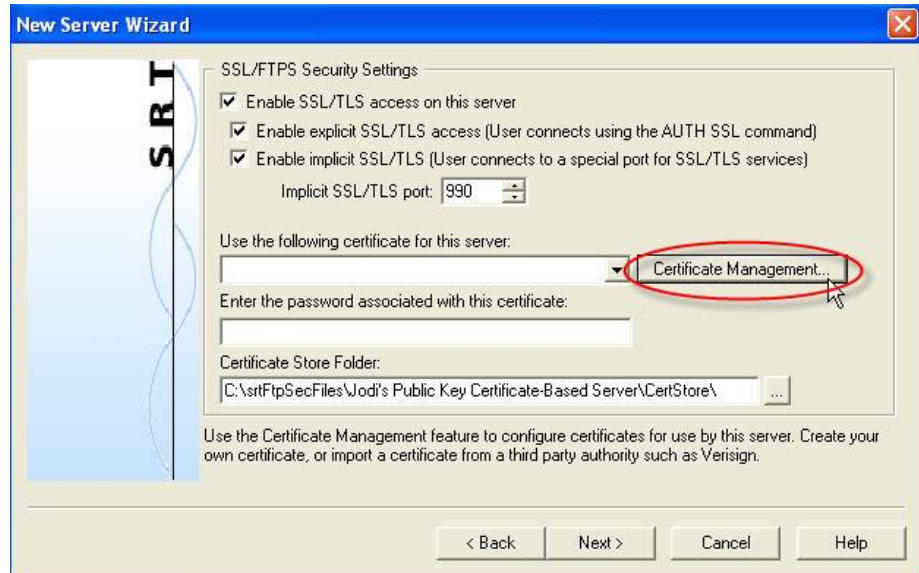 New Server Wizard
SRT
SSL/FTPS Security Settings
Enable SSL/TLS access on this server
Enable explicit SSL/TLS access (User connects using the AUTH SSL command)
Enable implicit SSL/TLS (User connects to a special port for SSL/TLS services)
Implicit SSL/TLS port: 990
Use the following certificate for this server:
Certificate Management...
Enter the password associated with this certificate:
Certificate Store Folder:
C:\srtFtpSecFiles\Jodi's Public Key Certificate-Based Server\CertStore\ ...
Use the Certificate Management feature to configure certificates for use by this server. Create your
own certificate, or import a certificate from a third party authority such as Verisign.
< Back Next > Cancel Help